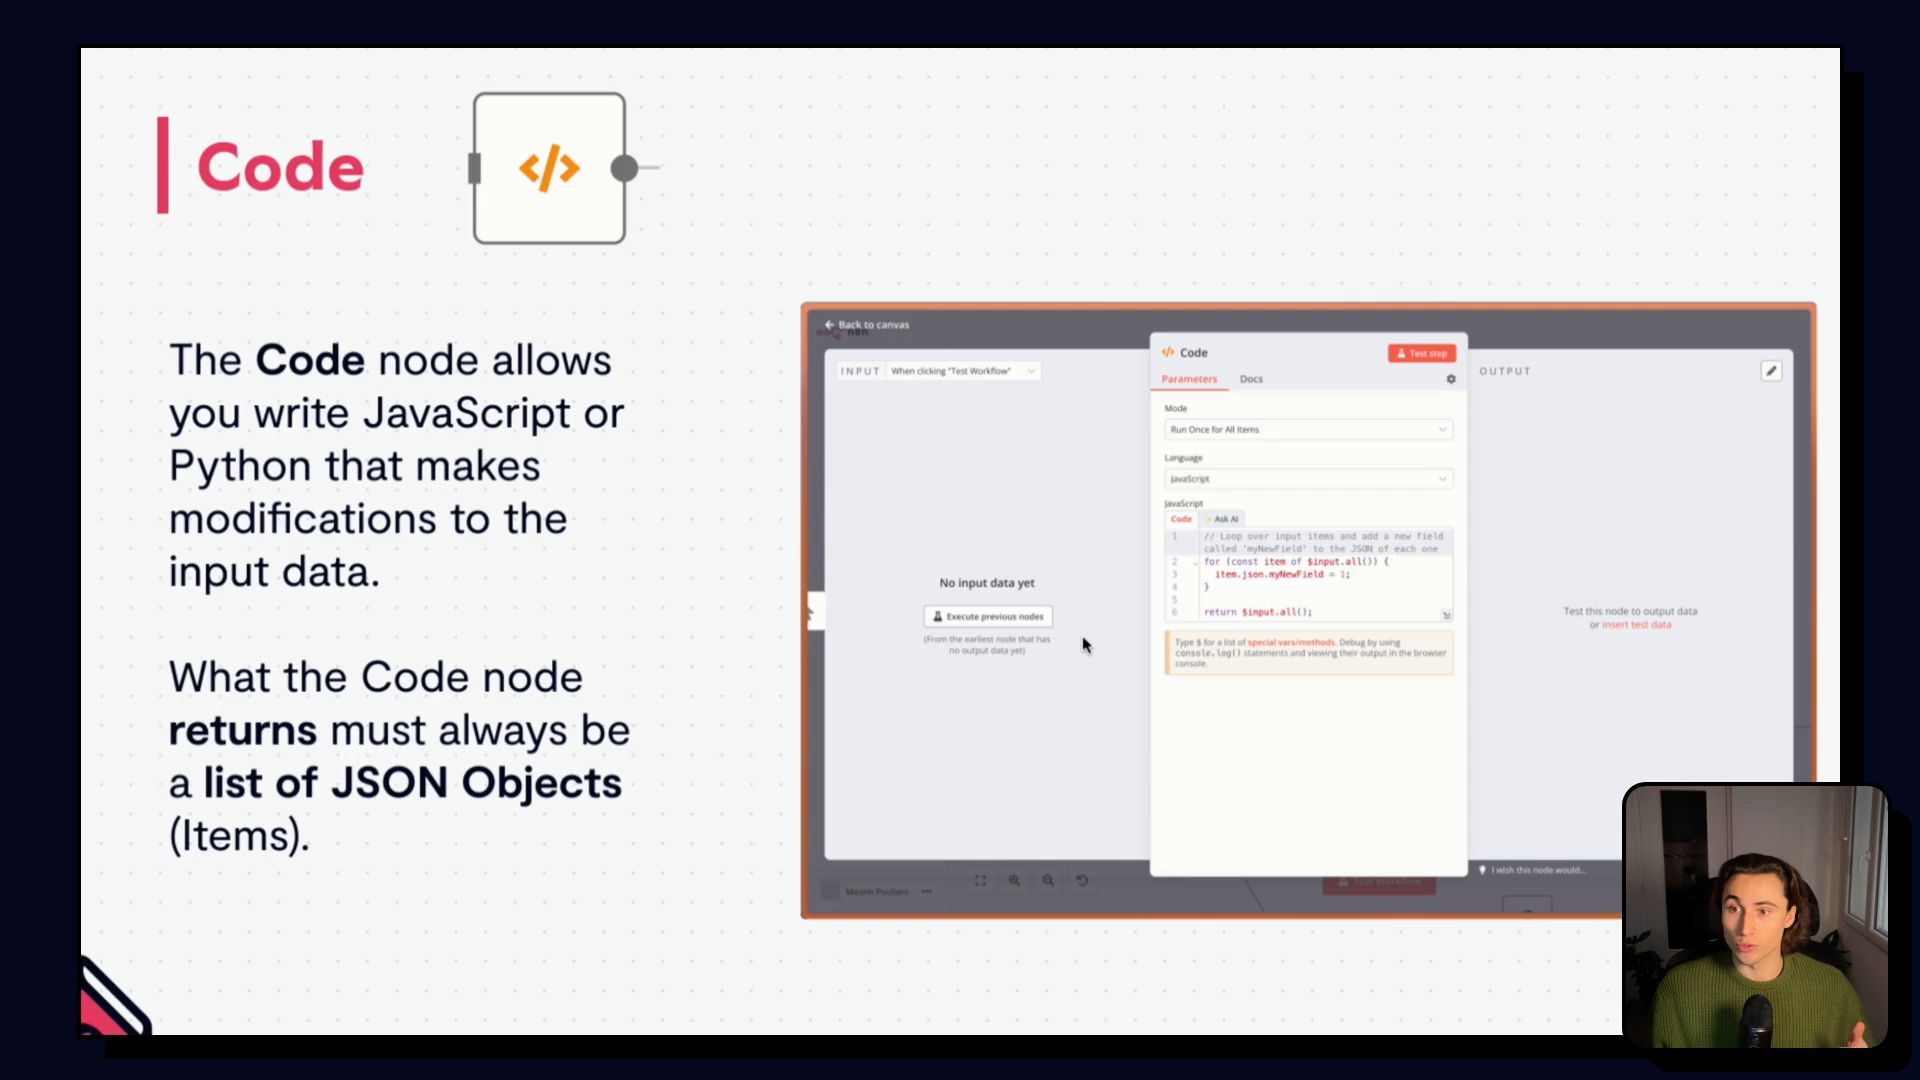 Code
</>
The Code node allows
you write JavaScript or
Python that makes
modifications to the
input data.
What the Code node
returns must always be
a list of JSON Objects
(Items).
Back to canvas
n8n
INPUT When clicking "Test Workflow"
No input data yet
Execute previous nodes
(From the earliest node that has
no output data yet)
</> Code
Test step
Parameters Docs
Mode
Run Once for All Items
Language
JavaScript
JavaScript
Code Ask AI
1 // Loop over input items and add a new field
called 'myNewField' to the JSON of each one
2 for (const item of $input.all()) {
3 item.json.myNewField = 1;
4 }
5
6 return $input.all();
Type $ for a list of special vars/methods. Debug by using
console.log() statements and viewing their output in the browser
console.
OUTPUT
Test this node to output data
or insert test data
I wish this node would...
Maxim Poulsen
Test Workflow